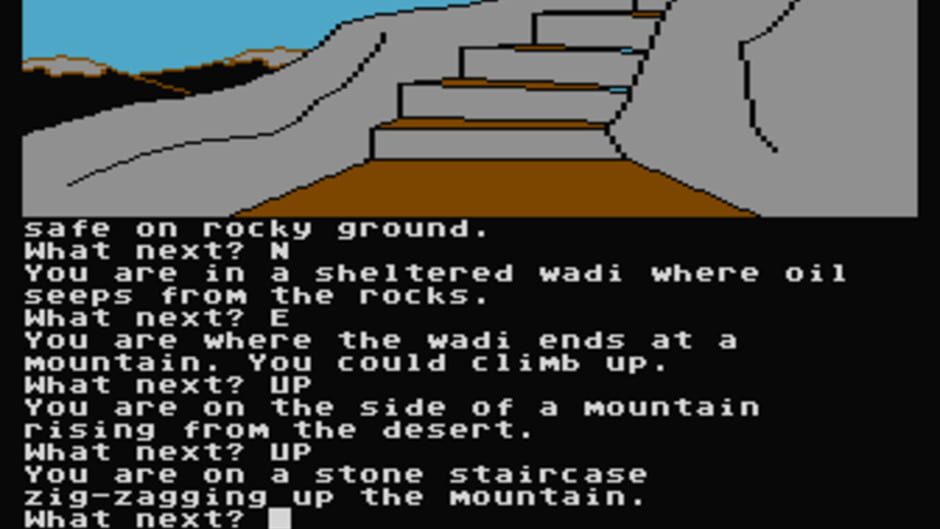 safe on rocky ground.
What next? N
You are in a sheltered wadi where oil
seeps from the rocks.
What next? E
You are where the wadi ends at a
mountain. You could climb up.
What next? UP
You are on the side of a mountain
rising from the desert.
What next? UP
You are on a stone staircase
zig-zagging up the mountain.
What next?